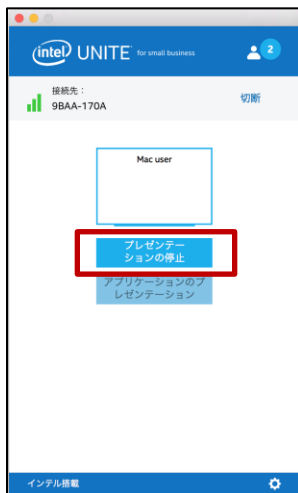 intel UNITE for small business 2
接続先：
9BAA-170A 切断
Mac user
プレゼンテー
ションの停止
アプリケーションのプ
レゼンテーション
インテル搭載